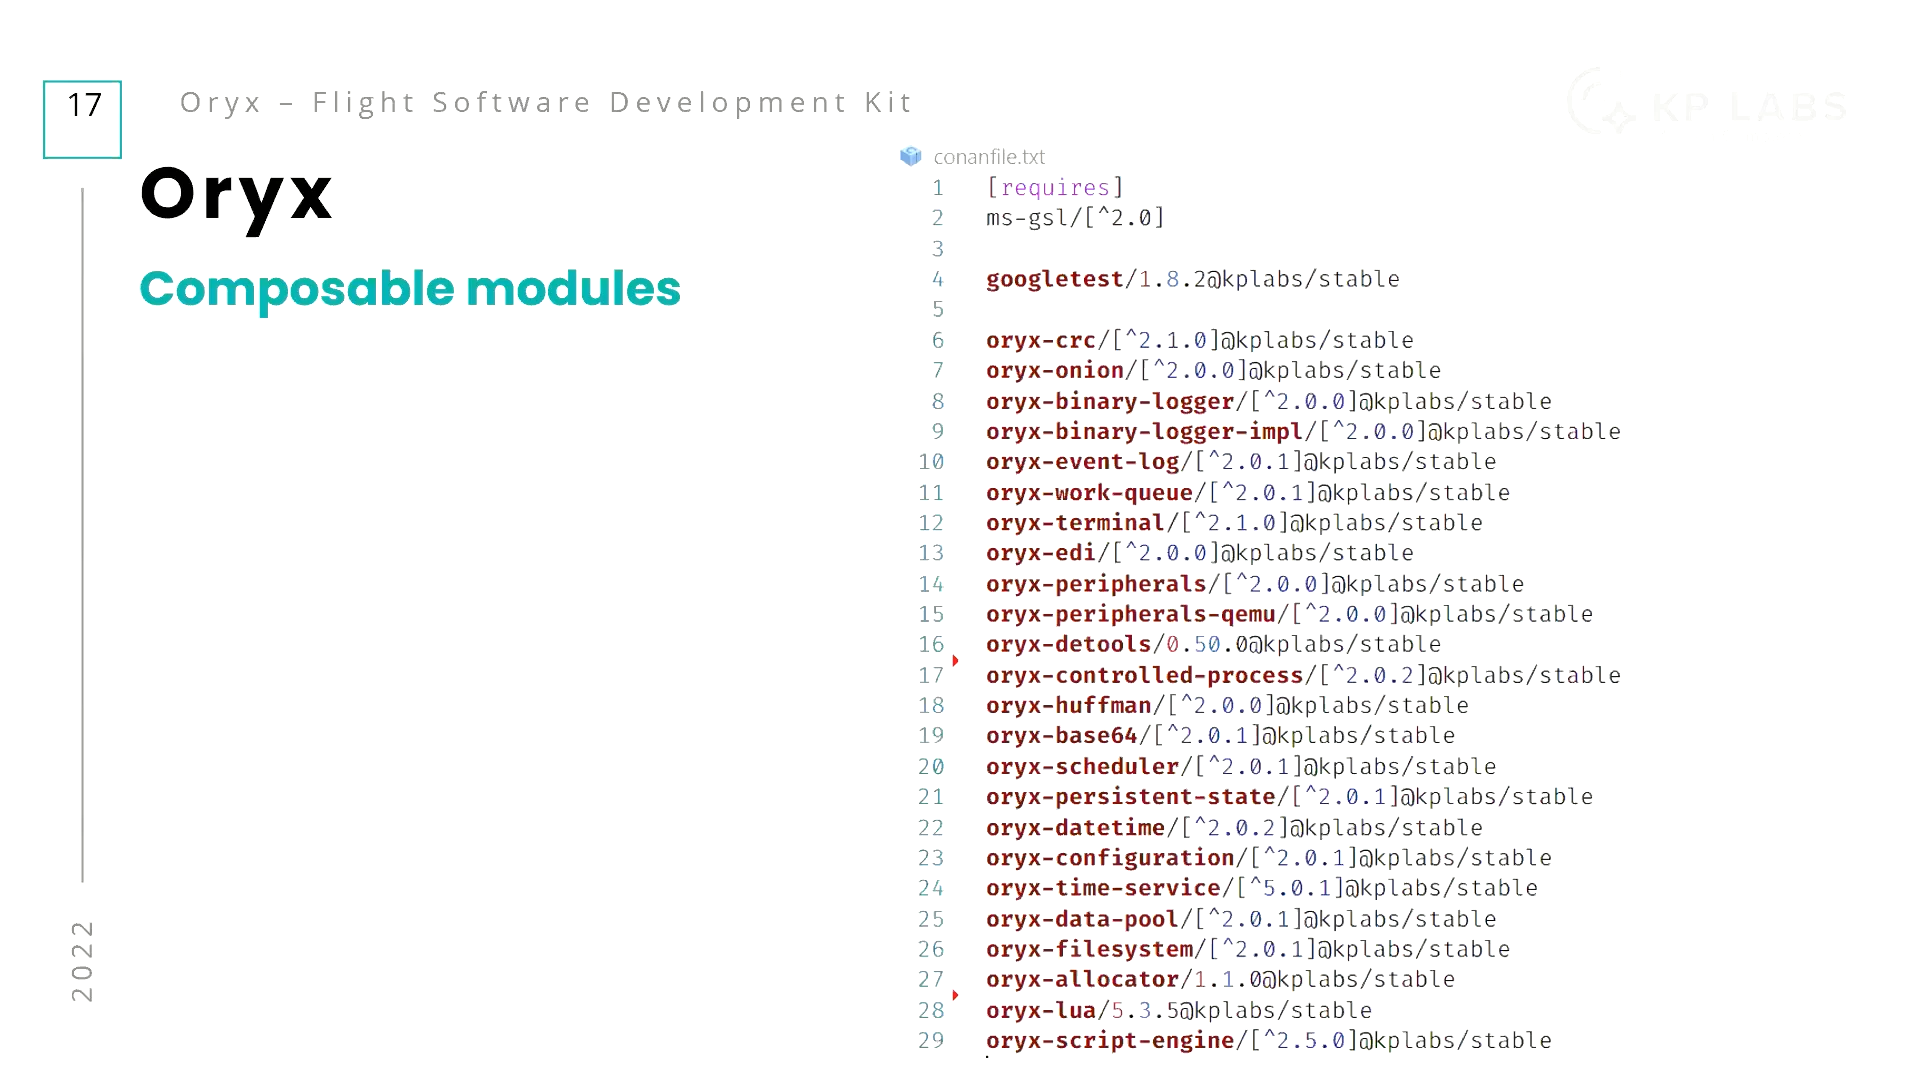 17
Oryx – Flight Software Development Kit
KP LABS
Oryx
Composable modules
2022
conanfile.txt
1 [requires]
2 ms-gsl/[^2.0]
3
4 googletest/1.8.2@kplabs/stable
5
6 oryx-crc/[^2.1.0]@kplabs/stable
7 oryx-onion/[^2.0.0]@kplabs/stable
8 oryx-binary-logger/[^2.0.0]@kplabs/stable
9 oryx-binary-logger-impl/[^2.0.0]@kplabs/stable
10 oryx-event-log/[^2.0.1]@kplabs/stable
11 oryx-work-queue/[^2.0.1]@kplabs/stable
12 oryx-terminal/[^2.1.0]@kplabs/stable
13 oryx-edi/[^2.0.0]@kplabs/stable
14 oryx-peripherals/[^2.0.0]@kplabs/stable
15 oryx-peripherals-qemu/[^2.0.0]@kplabs/stable
16 oryx-detools/0.50.0@kplabs/stable
17 oryx-controlled-process/[^2.0.2]@kplabs/stable
18 oryx-huffman/[^2.0.0]@kplabs/stable
19 oryx-base64/[^2.0.1]@kplabs/stable
20 oryx-scheduler/[^2.0.1]@kplabs/stable
21 oryx-persistent-state/[^2.0.1]@kplabs/stable
22 oryx-datetime/[^2.0.2]@kplabs/stable
23 oryx-configuration/[^2.0.1]@kplabs/stable
24 oryx-time-service/[^5.0.1]@kplabs/stable
25 oryx-data-pool/[^2.0.1]@kplabs/stable
26 oryx-filesystem/[^2.0.1]@kplabs/stable
27 oryx-allocator/1.1.0@kplabs/stable
28 oryx-lua/5.3.5@kplabs/stable
29 oryx-script-engine/[^2.5.0]@kplabs/stable